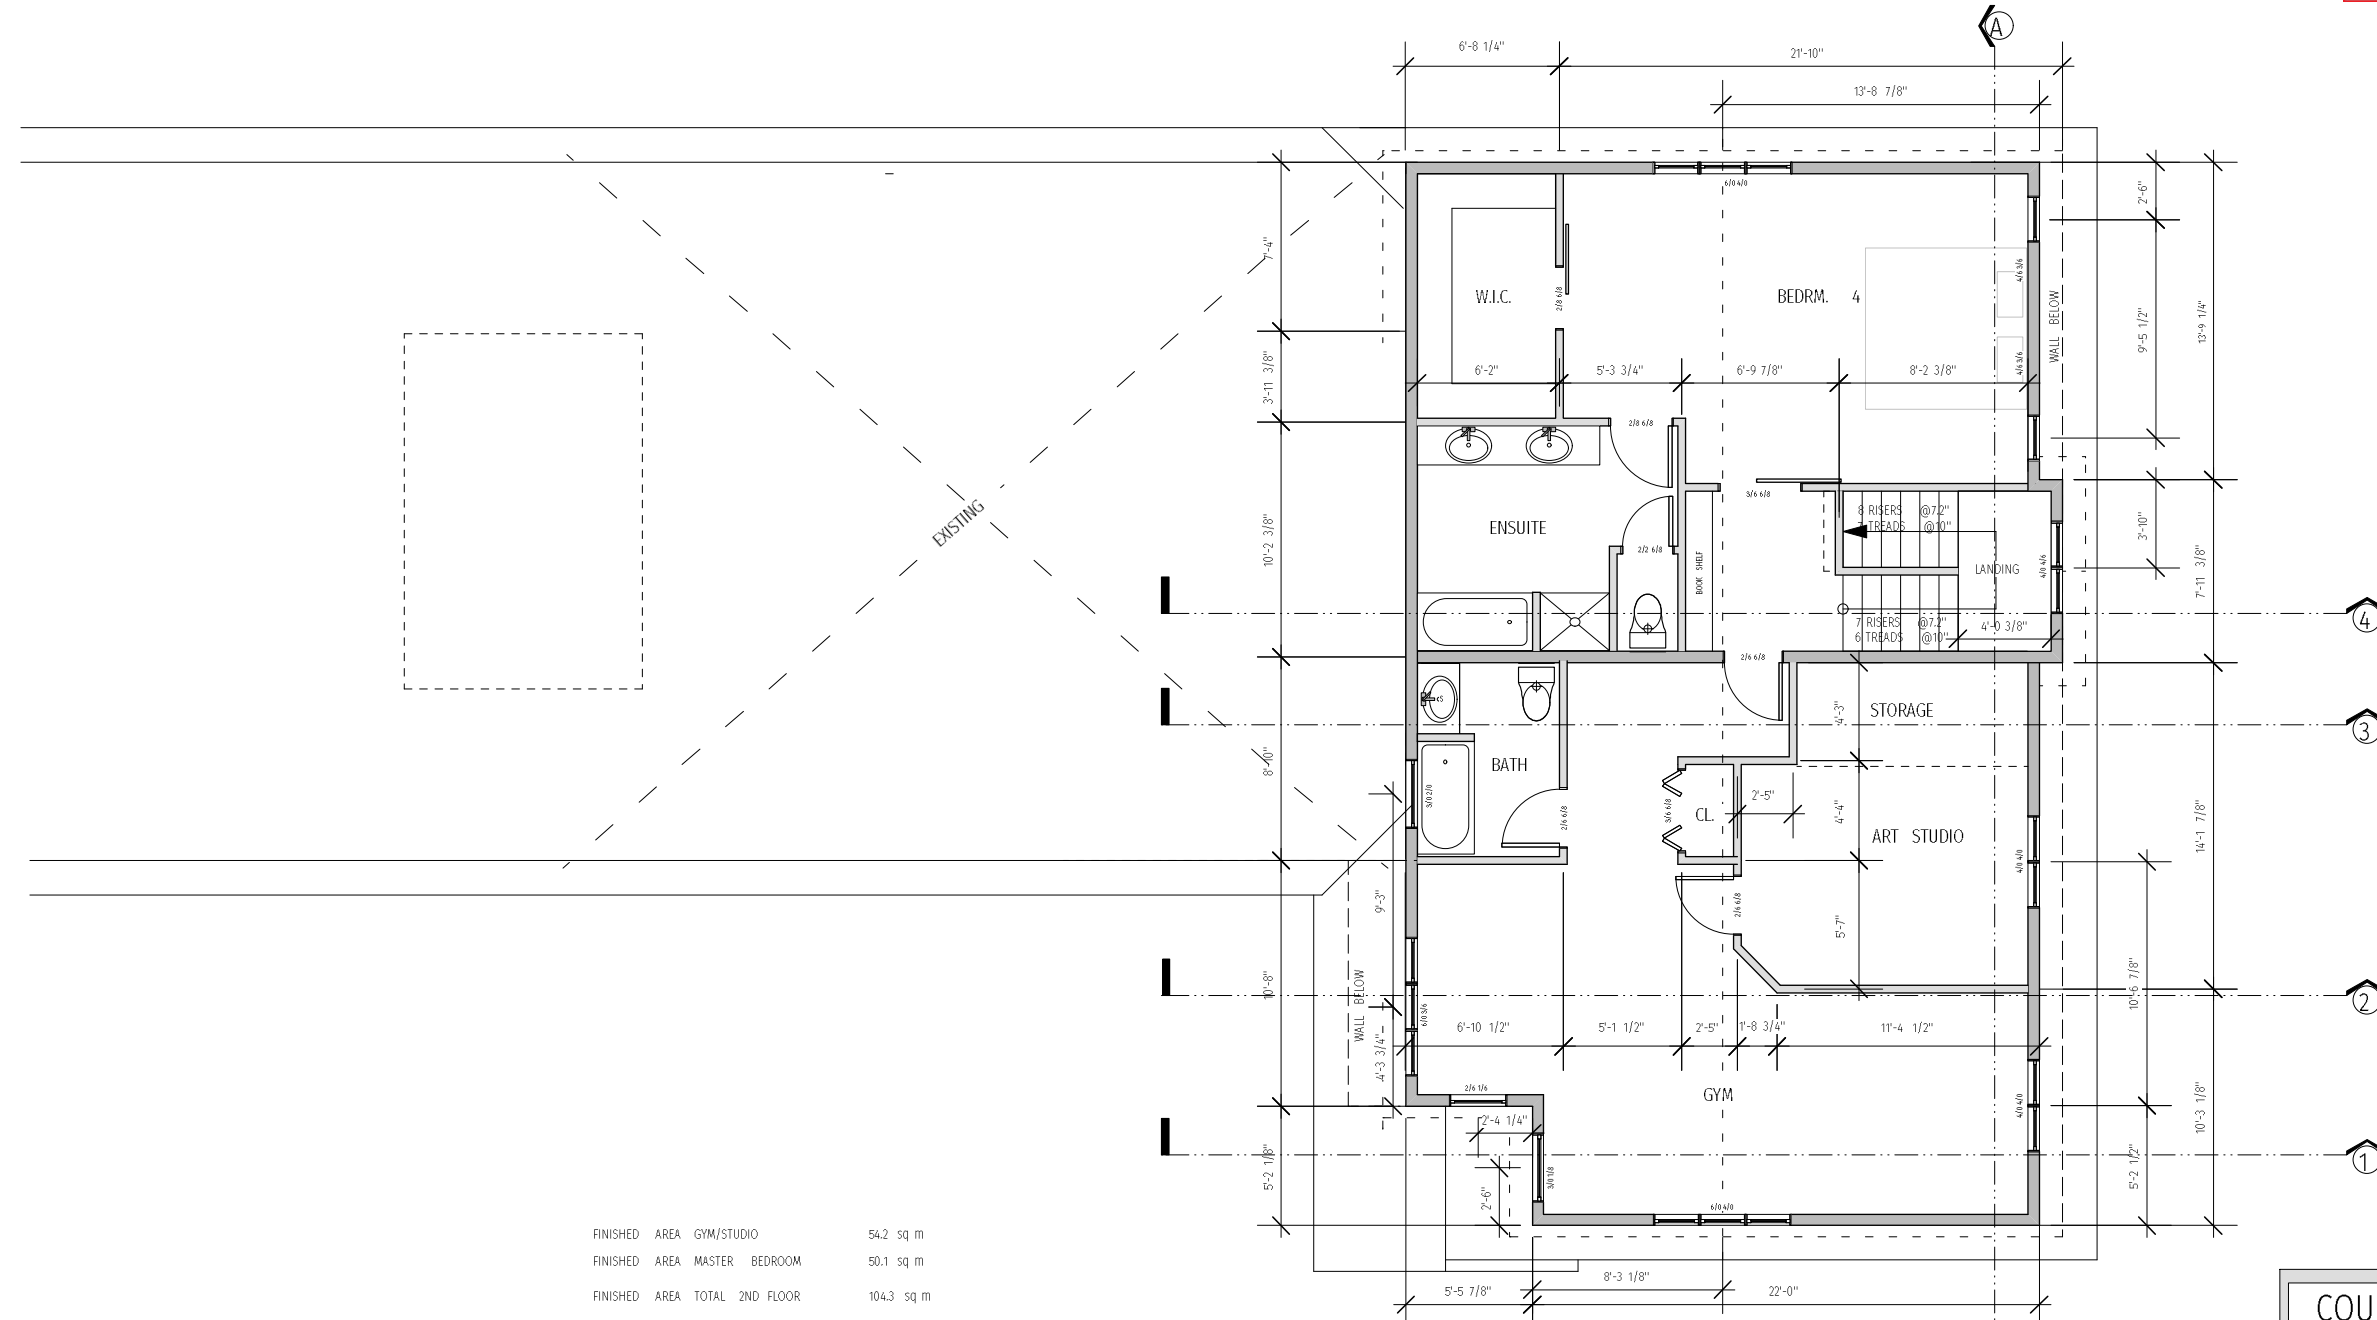 A
6'-8 1/4"
21'-10"
13'-8 7/8"
6/0 4/0
2'-6"
7'-4"
4/6 3/6
W.I.C.
2/8 6/8
BEDRM. 4
WALL BELOW
9'-5 1/2"
13'-9 1/4"
3'-11 3/8"
6'-2"
5'-3 3/4"
6'-9 7/8"
8'-2 3/8"
4/6 3/6
2/8 6/8
3/6 6/8
EXISTING
10'-2 3/8"
ENSUITE
8 RISERS @7.2"
7 TREADS @10"
3'-10"
2/2 6/8
BOOK SHELF
LANDING
4/0 4/6
7'-11 3/8"
4
7 RISERS @7.2"
6 TREADS @10"
4'-0 3/8"
2/6 6/8
4'-3"
STORAGE
3
8'-10"
BATH
3/0 2/0
2/6 6/8
3/6 6/8
CL.
2'-5"
4'-4"
ART STUDIO
4/0 4/0
14'-1 7/8"
9'-3"
2/6 6/8
5'-7"
10'-8"
WALL BELOW
6/0 3/6
10'-6 7/8"
2
6'-10 1/2"
5'-1 1/2"
2'-5"
1'-8 3/4"
11'-4 1/2"
4'-3 3/4"
2/6 1/6
GYM
4/0 4/0
10'-3 1/8"
2'-4 1/4"
5'-2 1/8"
3/0 1/8
5'-2 1/2"
1
2'-6"
6/0 4/0
FINISHED AREA GYM/STUDIO 54.2 sq m
FINISHED AREA MASTER BEDROOM 50.1 sq m
FINISHED AREA TOTAL 2ND FLOOR 104.3 sq m
8'-3 1/8"
5'-5 7/8"
22'-0"
COU